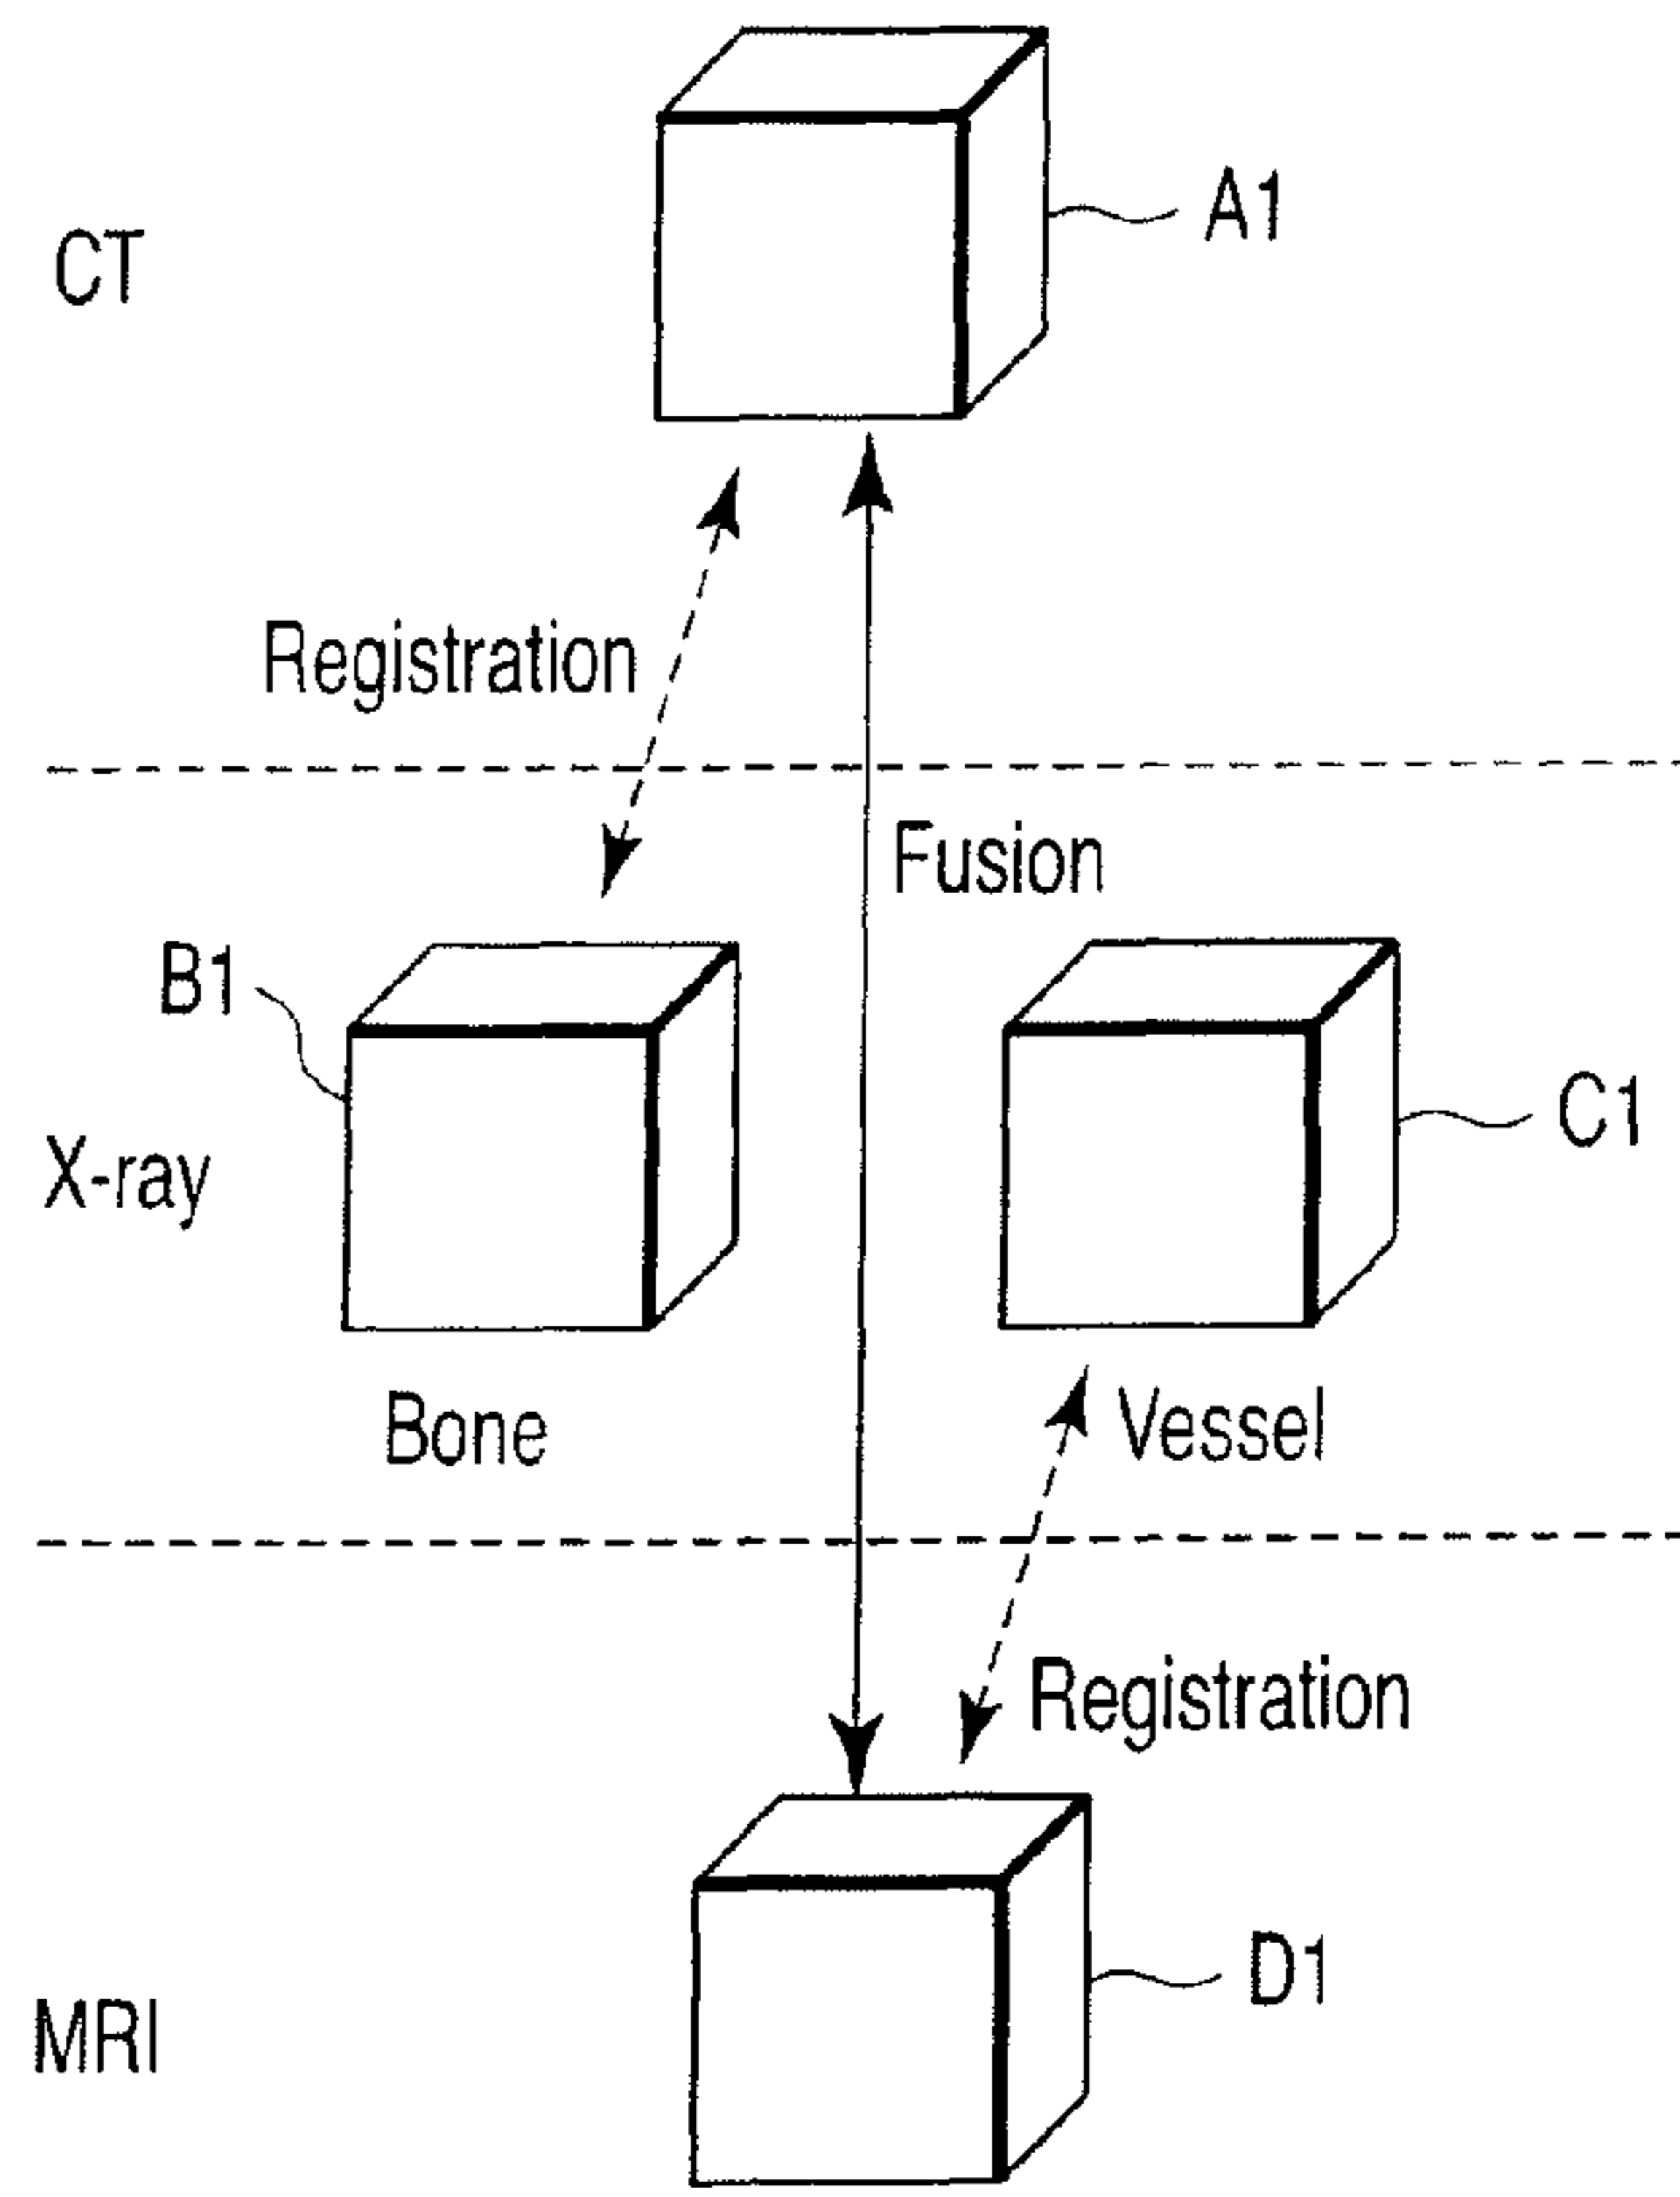 A1
CT
Registration
Fusion
B1
C1
X-ray
Bone
Vessel
Registration
D1
MRI